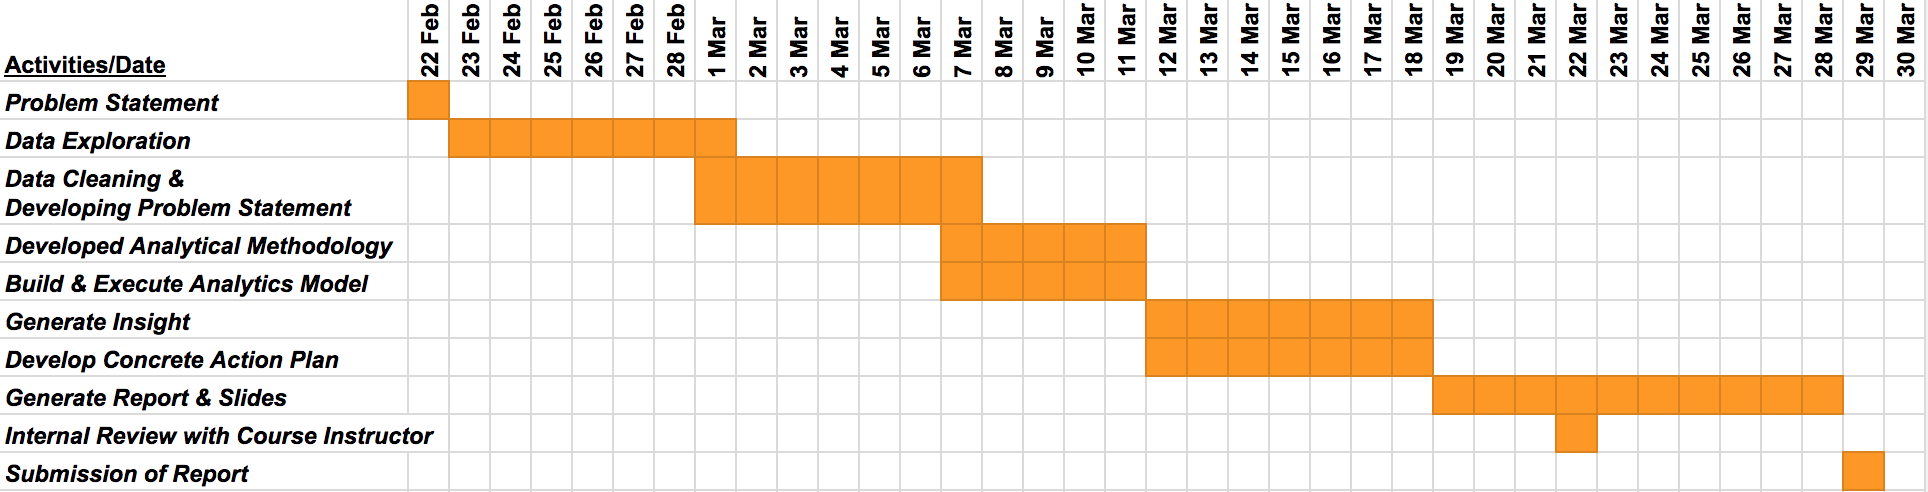 Activities/Date
22 Feb
23 Feb
24 Feb
25 Feb
26 Feb
27 Feb
28 Feb
1 Mar
2 Mar
3 Mar
4 Mar
5 Mar
6 Mar
7 Mar
8 Mar
9 Mar
10 Mar
11 Mar
12 Mar
13 Mar
14 Mar
15 Mar
16 Mar
17 Mar
18 Mar
19 Mar
20 Mar
21 Mar
22 Mar
23 Mar
24 Mar
25 Mar
26 Mar
27 Mar
28 Mar
29 Mar
30 Mar
Problem Statement
Data Exploration
Data Cleaning &
Developing Problem Statement
Developed Analytical Methodology
Build & Execute Analytics Model
Generate Insight
Develop Concrete Action Plan
Generate Report & Slides
Internal Review with Course Instructor
Submission of Report